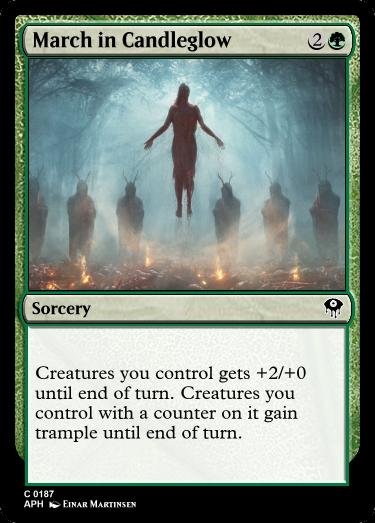 March in Candleglow 2
Sorcery
Creatures you control gets +2/+0
until end of turn. Creatures you
control with a counter on it gain
trample until end of turn.
C 0187
APH Einar Martinsen